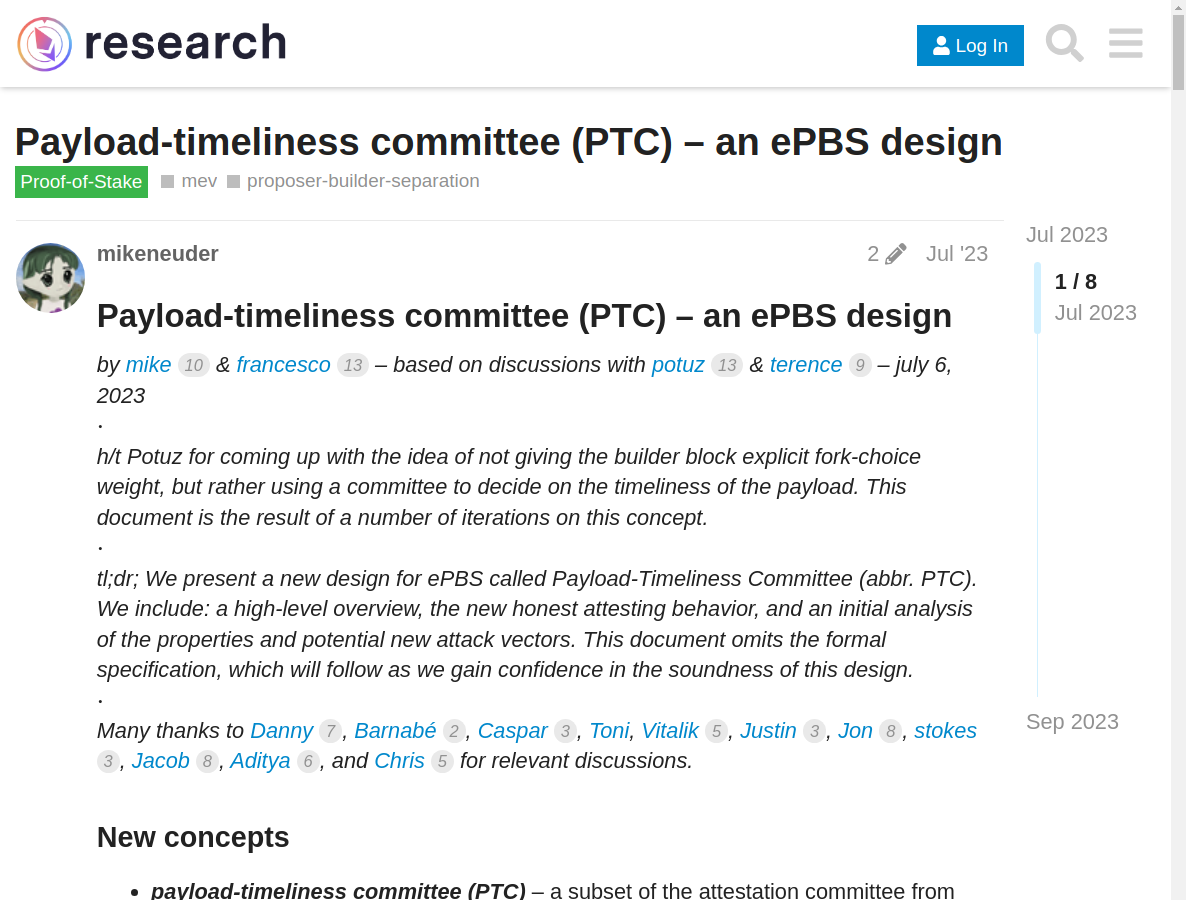 research
Log In
Payload-timeliness committee (PTC) – an ePBS design
Proof-of-Stake mev proposer-builder-separation
mikeneuder 2 Jul '23
Jul 2023
1 / 8
Jul 2023
Payload-timeliness committee (PTC) – an ePBS design
by mike 10 & francesco 13 – based on discussions with potuz 13 & terence 9 – july 6,
2023
·
h/t Potuz for coming up with the idea of not giving the builder block explicit fork-choice
weight, but rather using a committee to decide on the timeliness of the payload. This
document is the result of a number of iterations on this concept.
·
tl;dr; We present a new design for ePBS called Payload-Timeliness Committee (abbr. PTC).
We include: a high-level overview, the new honest attesting behavior, and an initial analysis
of the properties and potential new attack vectors. This document omits the formal
specification, which will follow as we gain confidence in the soundness of this design.
·
Many thanks to Danny 7, Barnabé 2, Caspar 3, Toni, Vitalik 5, Justin 3, Jon 8, stokes
3, Jacob 8, Aditya 6, and Chris 5 for relevant discussions.
Sep 2023
New concepts
• payload-timeliness committee (PTC) – a subset of the attestation committee from